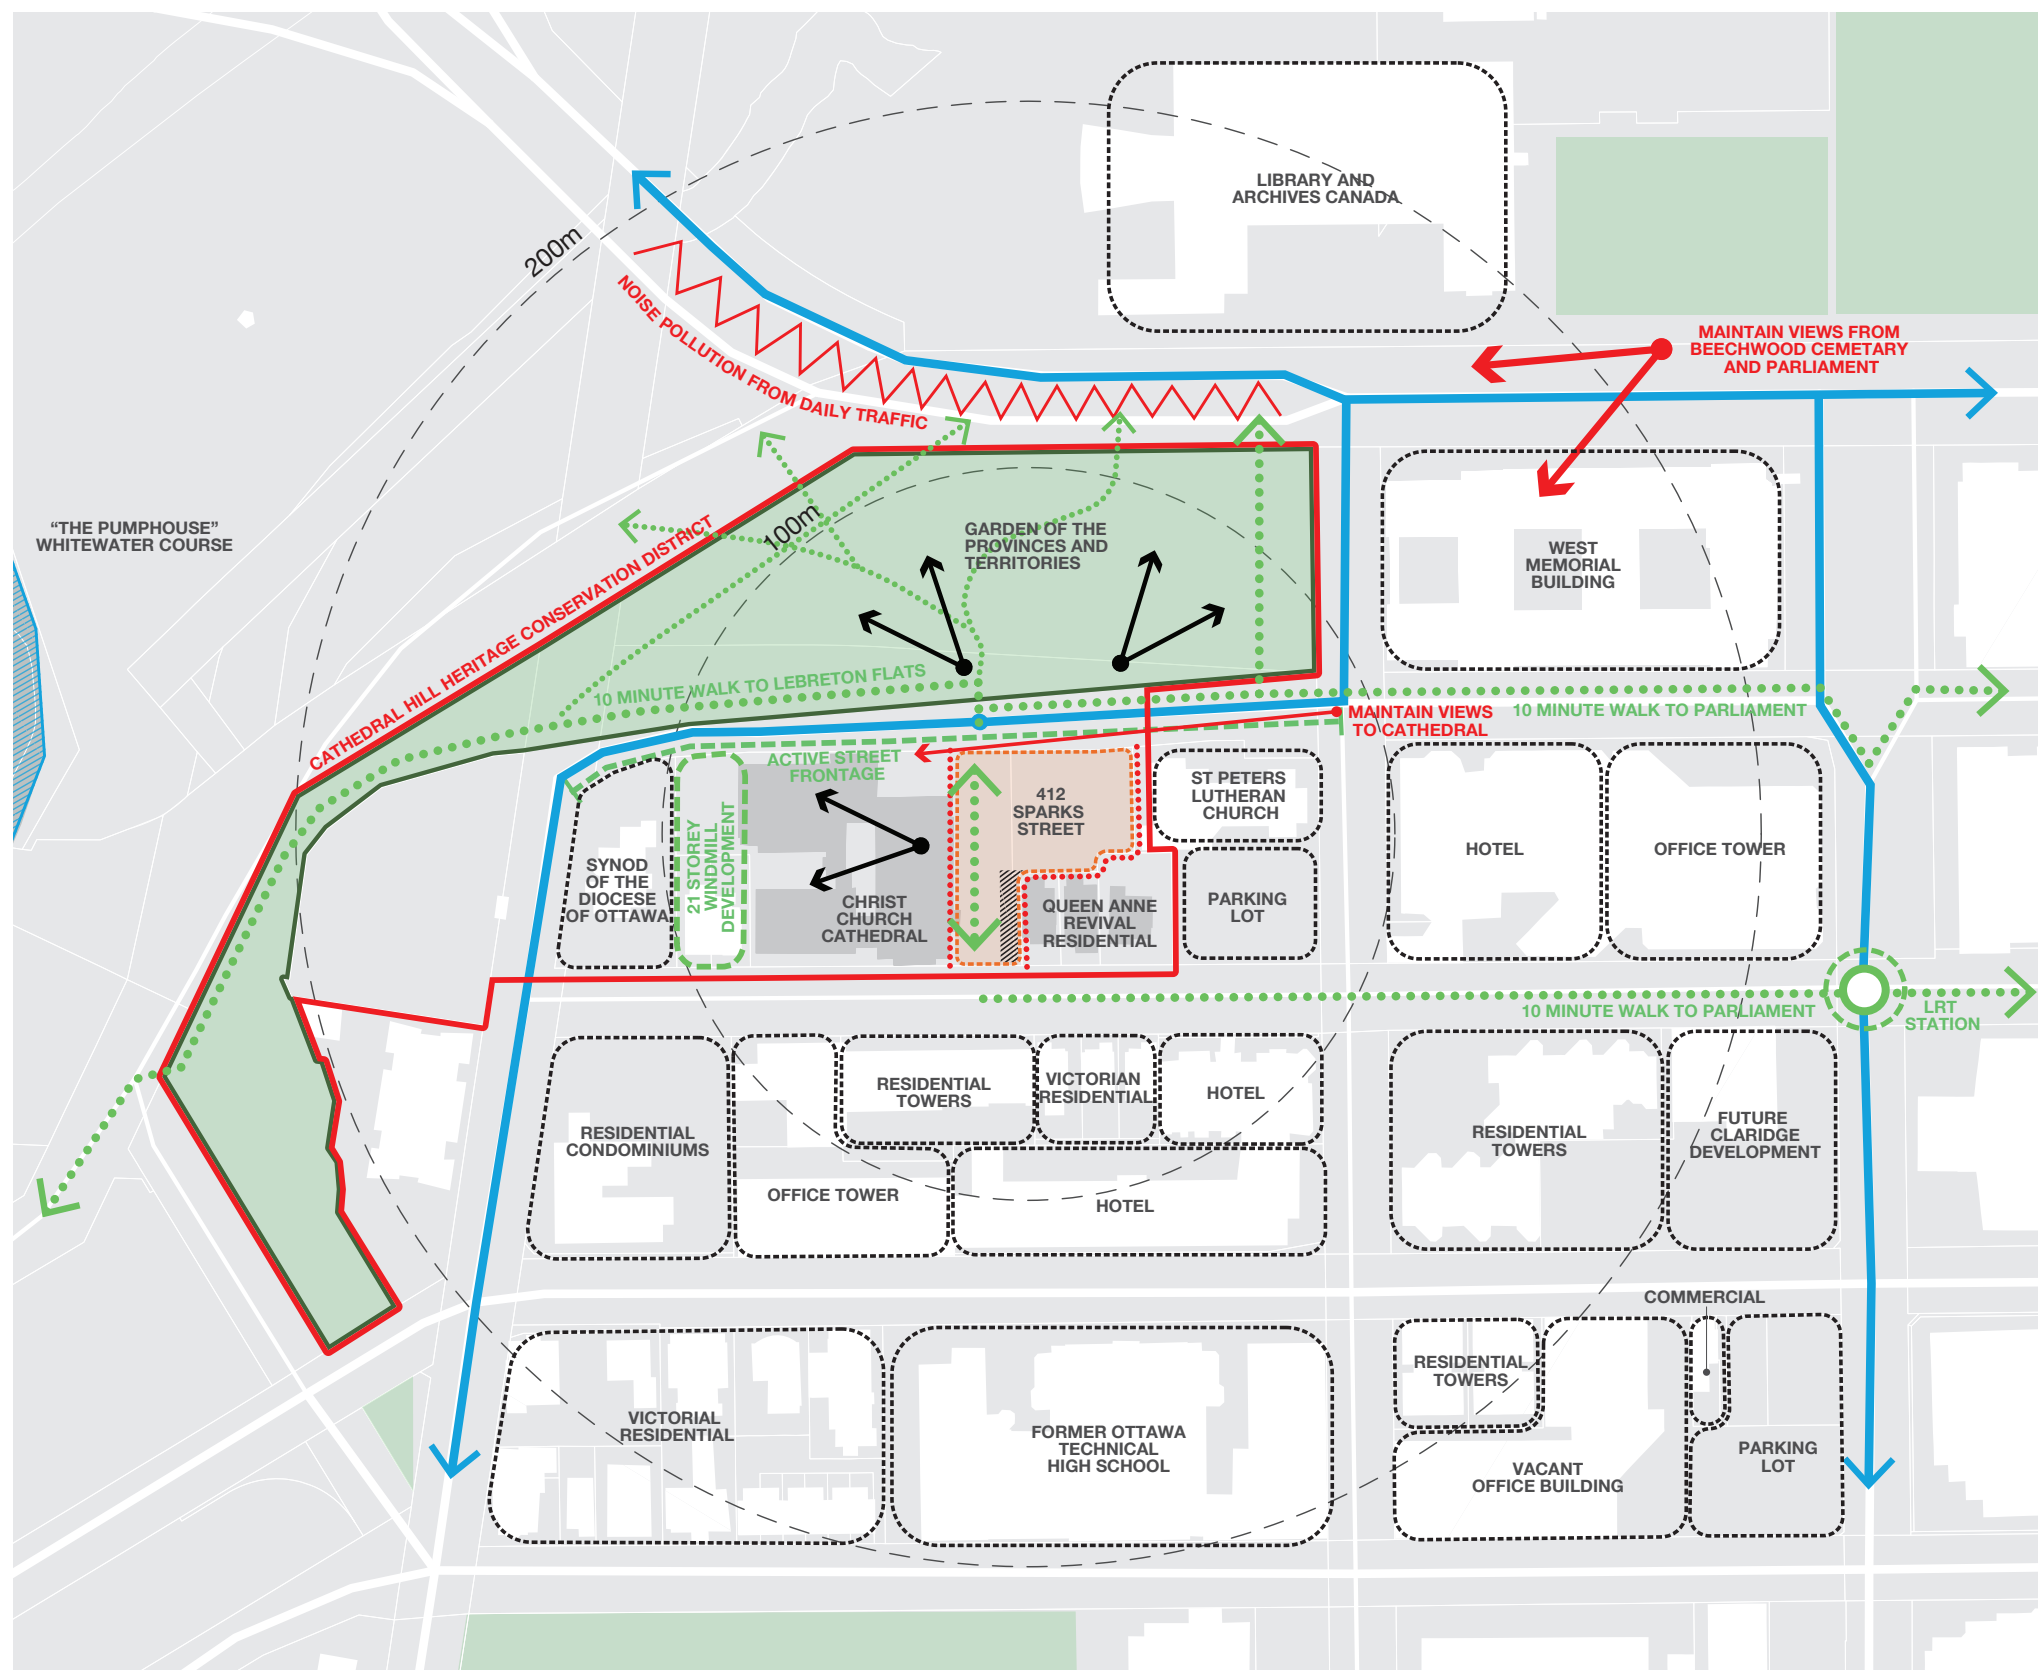 LIBRARY AND
ARCHIVES CANADA
200m
NOISE POLLUTION FROM DAILY TRAFFIC
MAINTAIN VIEWS FROM
BEECHWOOD CEMETARY
AND PARLIAMENT
"THE PUMPHOUSE"
WHITEWATER COURSE
CATHEDRAL HILL HERITAGE CONSERVATION DISTRICT
100m
GARDEN OF THE
PROVINCES AND
TERRITORIES
WEST
MEMORIAL
BUILDING
10 MINUTE WALK TO LEBRETON FLATS
10 MINUTE WALK TO PARLIAMENT
MAINTAIN VIEWS
TO CATHEDRAL
ACTIVE STREET
FRONTAGE
412
SPARKS
STREET
ST PETERS
LUTHERAN
CHURCH
HOTEL
OFFICE TOWER
SYNOD
OF THE
DIOCESE
OF OTTAWA
21 STOREY
WINDMILL
DEVELOPMENT
CHRIST
CHURCH
CATHEDRAL
QUEEN ANNE
REVIVAL
RESIDENTIAL
PARKING
LOT
10 MINUTE WALK TO PARLIAMENT
LRT
STATION
RESIDENTIAL
CONDOMINIUMS
RESIDENTIAL
TOWERS
VICTORIAN
RESIDENTIAL
HOTEL
RESIDENTIAL
TOWERS
FUTURE
CLARIDGE
DEVELOPMENT
OFFICE TOWER
HOTEL
COMMERCIAL
VICTORIAL
RESIDENTIAL
FORMER OTTAWA
TECHNICAL
HIGH SCHOOL
RESIDENTIAL
TOWERS
VACANT
OFFICE BUILDING
PARKING
LOT